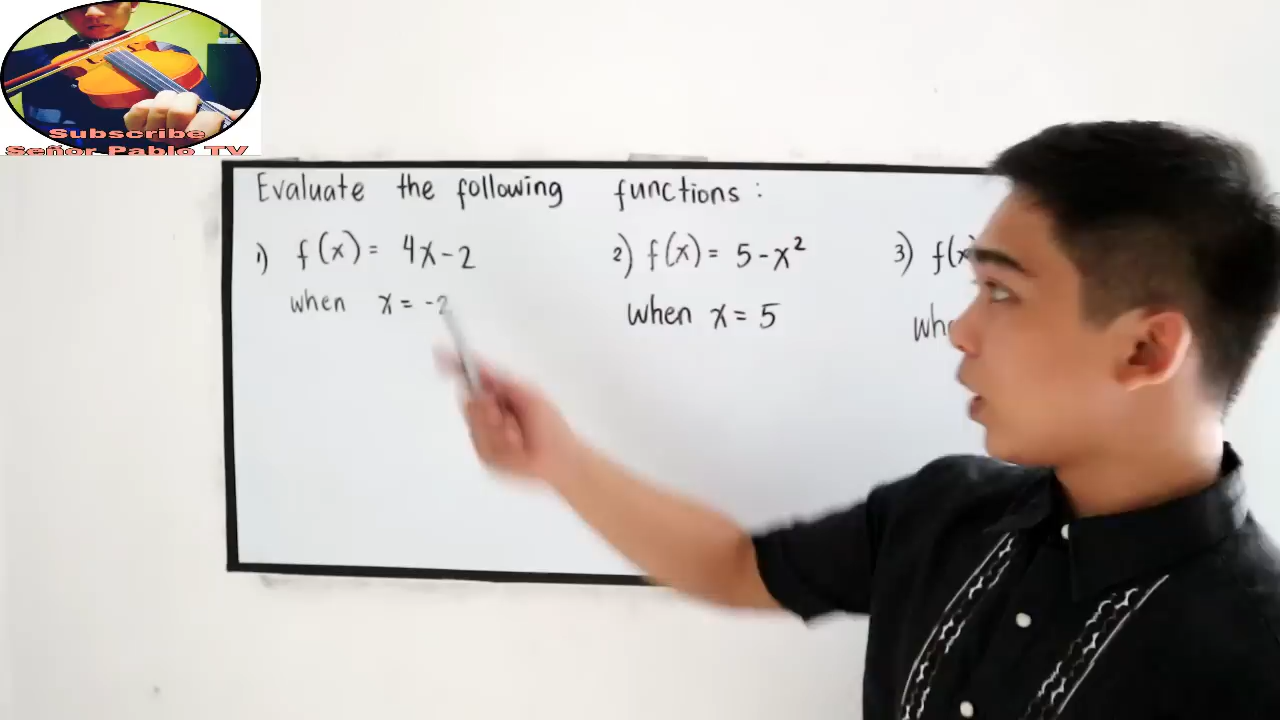 Subscribe
Señor Pablo TV
Evaluate the following functions :
1) f(x) = 4x - 2
when x = -2
2) f(x) = 5 - x²
when x = 5
3) f(x)